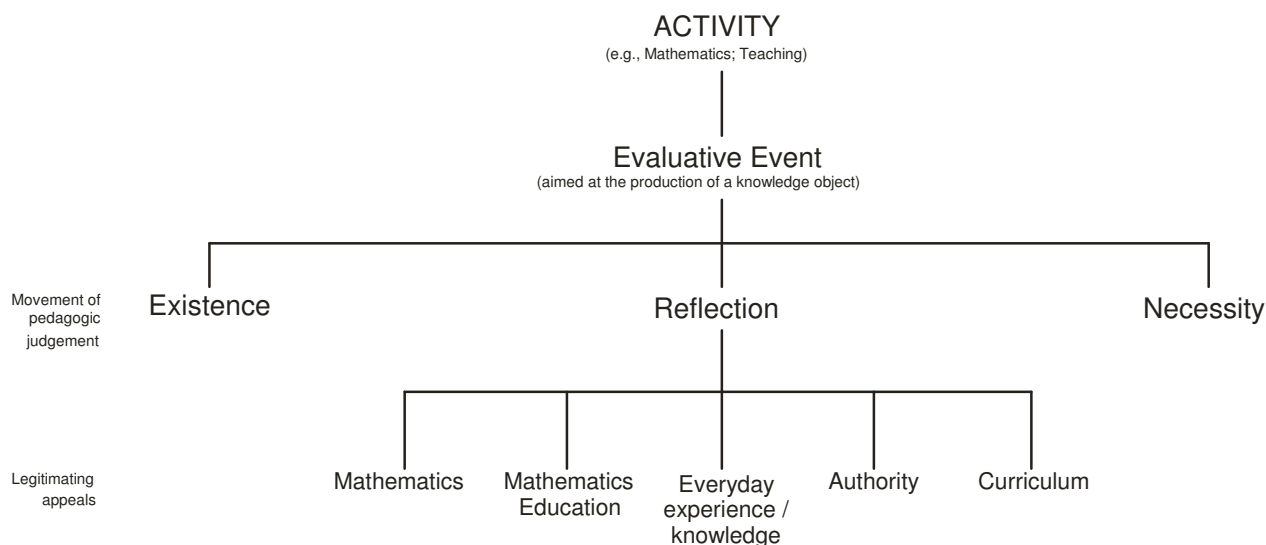 ACTIVITY
(e.g., Mathematics; Teaching)
Evaluative Event
(aimed at the production of a knowledge object)
Movement of
pedagogic
judgement
Existence
Reflection
Necessity
Legitimating
appeals
Mathematics
Mathematics
Education
Everyday
experience /
knowledge
Authority
Curriculum